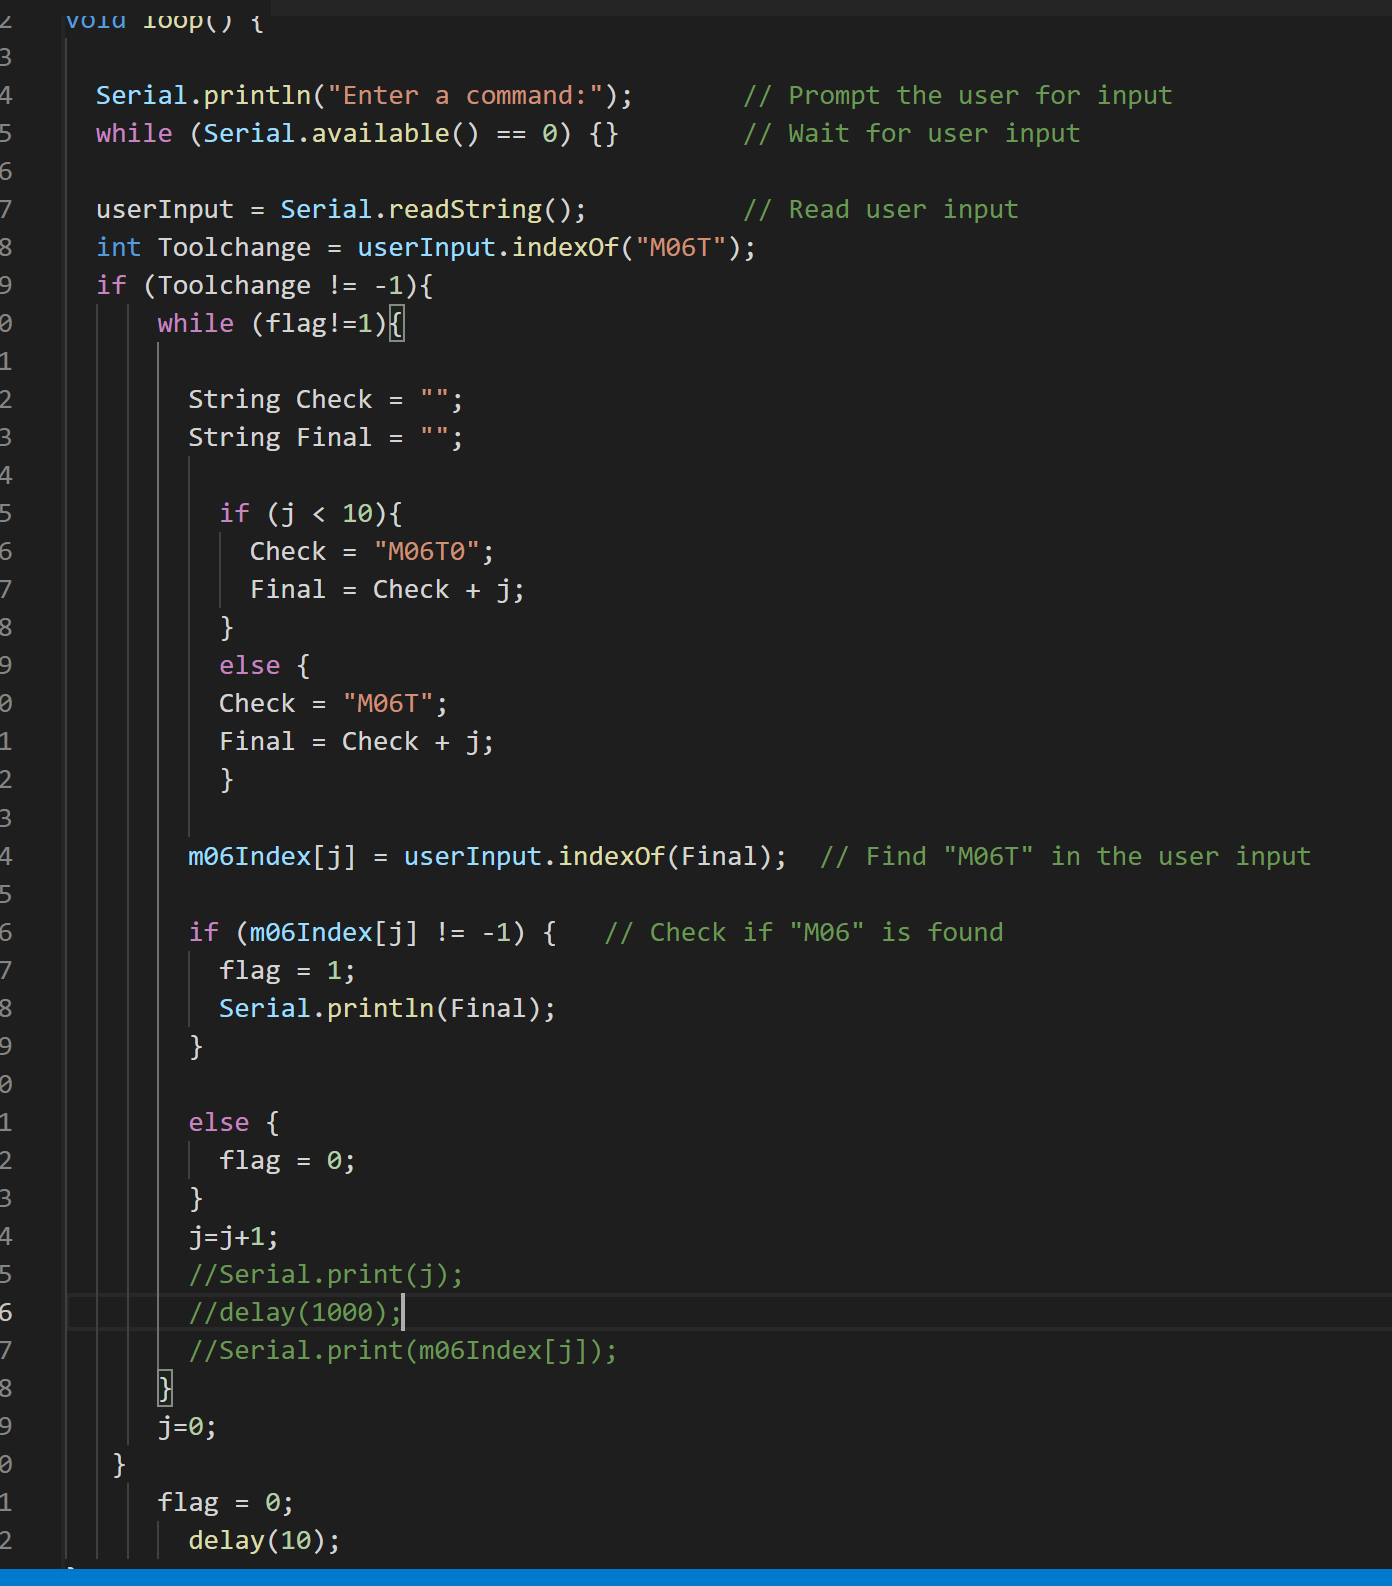 2 void loop() {
3
4 Serial.println("Enter a command:"); // Prompt the user for input
5 while (Serial.available() == 0) {} // Wait for user input
6
7 userInput = Serial.readString(); // Read user input
8 int Toolchange = userInput.indexOf("M06T");
9 if (Toolchange != -1){
0 while (flag!=1){
1
2 String Check = "";
3 String Final = "";
4
5 if (j < 10){
6 Check = "M06T0";
7 Final = Check + j;
8 }
9 else {
0 Check = "M06T";
1 Final = Check + j;
2 }
3
4 m06Index[j] = userInput.indexOf(Final); // Find "M06T" in the user input
5
6 if (m06Index[j] != -1) { // Check if "M06" is found
7 flag = 1;
8 Serial.println(Final);
9 }
0
1 else {
2 flag = 0;
3 }
4 j=j+1;
5 //Serial.print(j);
6 //delay(1000);
7 //Serial.print(m06Index[j]);
8 }
9 j=0;
0 }
1 flag = 0;
2 delay(10);